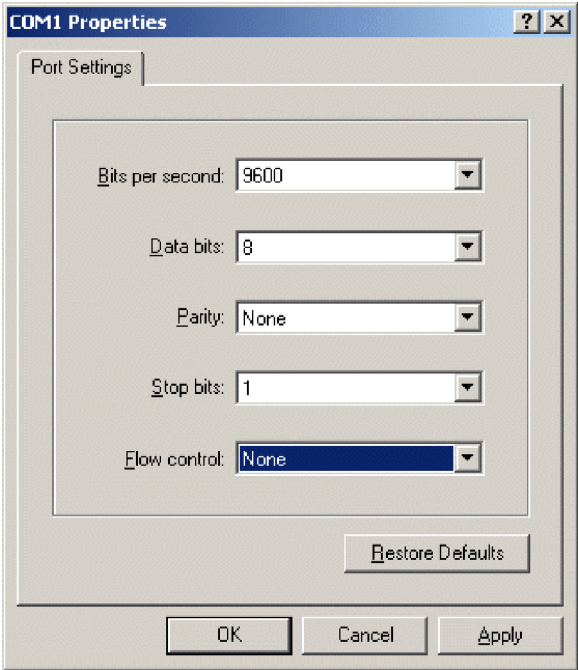 COM1 Properties
Port Settings
Bits per second: 9600
Data bits: 8
Parity: None
Stop bits: 1
Flow control: None
Restore Defaults
OK Cancel Apply